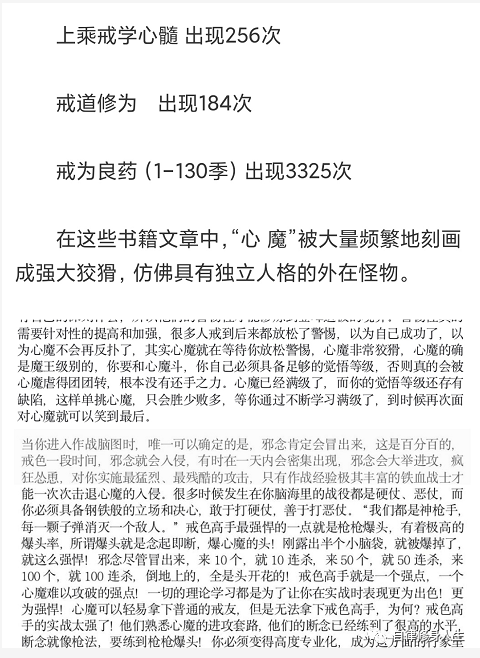 上乘戒学心髓 出现256次
戒道修为 出现184次
戒为良药（1-130季）出现3325次
在这些书籍文章中，“心 魔”被大量频繁地刻画
成强大狡猾，仿佛具有独立人格的外在怪物。
需要针对性的提高和加强，很多人戒到后来都放松了警惕，以为自己成功了，以
为心魔不会再反扑了，其实心魔就在等待你放松警惕，心魔非常狡猾，心魔的确
是魔王级别的，你要和心魔斗，你自己必须具备足够的觉悟等级，否则真的会被
心魔虐得团团转，根本没有还手之力。心魔已经满级了，而你的觉悟等级还存有
缺陷，这样单挑心魔，只会胜少败多，等你通过不断学习满级了，到时候再次面
对心魔就可以笑到最后。
当你进入作战脑图时，唯一可以确定的是，邪念肯定会冒出来，这是百分百的，
戒色一段时间，邪念就会入侵，有时在一天内会密集出现，邪念会大举进攻，疯
狂怂恿，对你实施最猛烈、最残酷的攻击，只有作战经验极其丰富的铁血战士才
能一次次击退心魔的入侵。很多时候发生在你脑海里的战役都是硬仗、恶仗，而
你必须具备钢铁般的立场和决心，敢于打硬仗，善于打恶仗。“我们都是神枪手，
每一颗子弹消灭一个敌人。”戒色高手最强悍的一点就是枪枪爆头，有着极高的
爆头率，所谓爆头就是念起即断，爆心魔的头！刚露出半个小脑袋，就被爆掉了，
就这么强悍！邪念尽管冒出来，来 10 个，就 10 连杀，来 50 个，就 50 连杀，来
100 个，就 100 连杀，倒地上的，全是头开花的！戒色高手就是一个强点，一个
心魔难以攻破的强点！一切的理论学习都是为了让你在实战时表现更为出色！更
为强悍！心魔可以轻易拿下普通的戒友，但是无法拿下戒色高手，为何？戒色高
手的实战太强了！他们熟悉心魔的进攻套路，他们的断念已经练到了很高的水平，
断念就像枪法，要练到枪枪爆头！你必须变得高度专业化，成为这方面的行家里